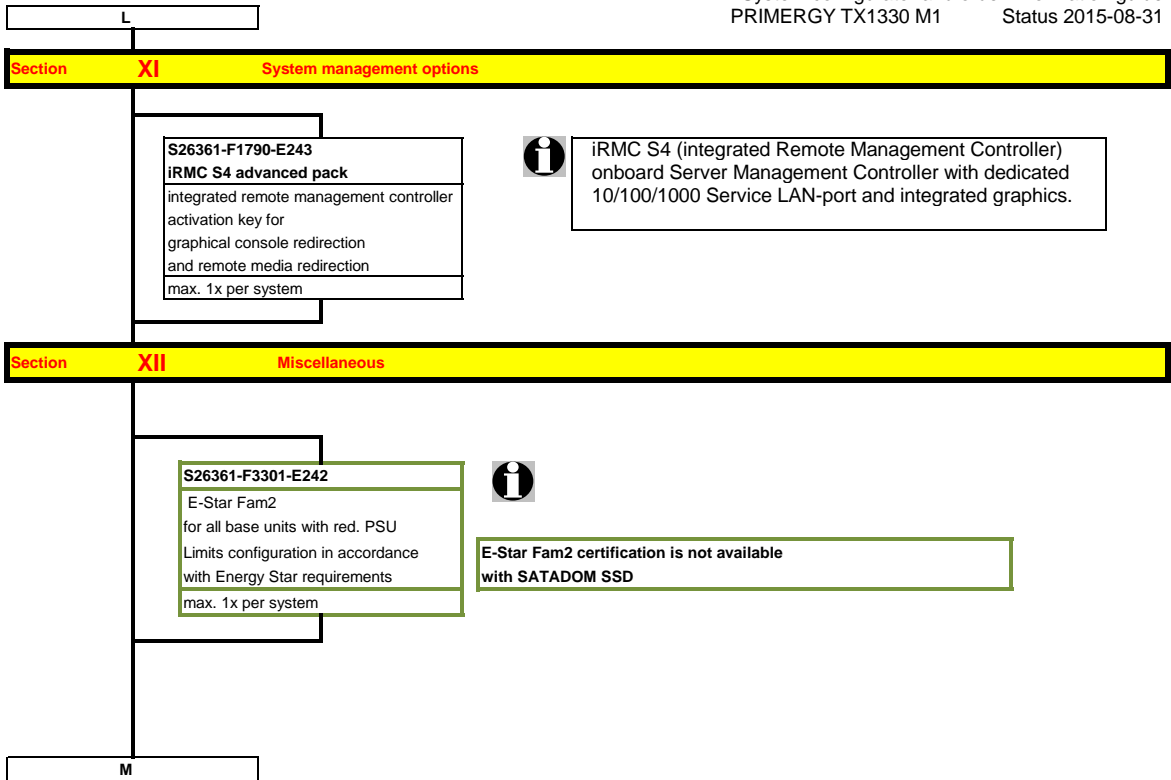 PRIMERGY TX1330 M1 Status 2015-08-31
L
Section XI System management options
S26361-F1790-E243
iRMC S4 advanced pack
integrated remote management controller
activation key for
graphical console redirection
and remote media redirection
max. 1x per system
iRMC S4 (integrated Remote Management Controller)
onboard Server Management Controller with dedicated
10/100/1000 Service LAN-port and integrated graphics.
Section XII Miscellaneous
S26361-F3301-E242
E-Star Fam2
for all base units with red. PSU
Limits configuration in accordance
with Energy Star requirements
max. 1x per system
E-Star Fam2 certification is not available
with SATADOM SSD
M